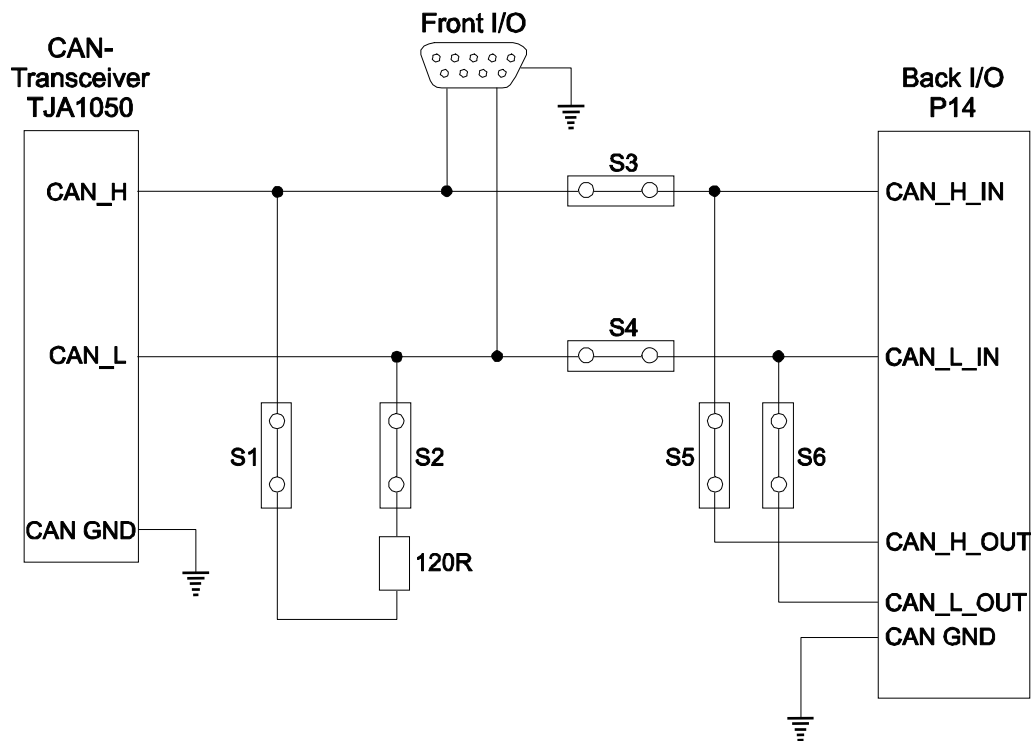 Front I/O
CAN-
Transceiver
TJA1050
Back I/O
P14
S3
CAN_H
CAN_H_IN
S4
CAN_L
CAN_L_IN
S1
S2
S5
S6
CAN GND
120R
CAN_H_OUT
CAN_L_OUT
CAN GND